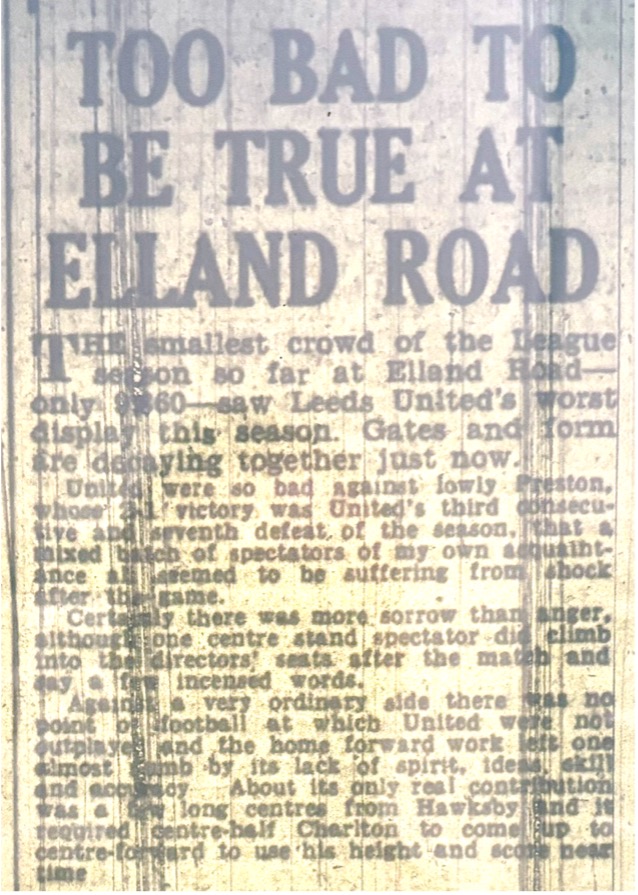 TOO BAD TO
BE TRUE AT
ELLAND ROAD
THE smallest crowd of the League
season so far at Elland Road—
only saw Leeds United's worst
display this season. Gates and form
are decaying together just now.
United were so bad against lowly Preston,
whose 2-1 victory was United's third consecu-
tive and seventh defeat of the season, that a
mixed batch of spectators of my own acquaint-
ance all seemed to be suffering from shock
after the game.
Certainly there was more sorrow than anger,
although one centre stand spectator did climb
into the directors' seats after the match and
say a few incensed words.
Against a very ordinary side there was no
point of football at which United were not
outplayed and the home forward work left one
almost numb by its lack of spirit, ideas, skill
and accuracy About its only real contribution
was a few long centres from Hawksby and it
required centre-half Charlton to come up to
centre-forward to use his height and score near
time